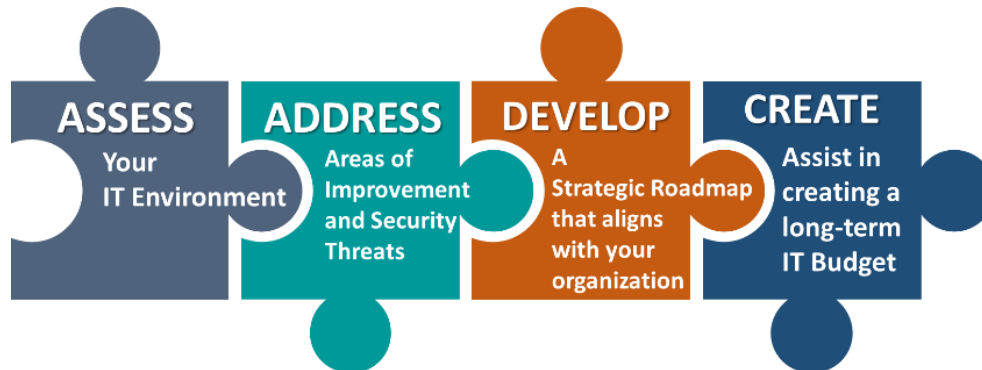 ASSESS
Your
IT Environment
ADDRESS
Areas of
Improvement
and Security
Threats
DEVELOP
A
Strategic Roadmap
that aligns
with your
organization
CREATE
Assist in
creating a
long-term
IT Budget